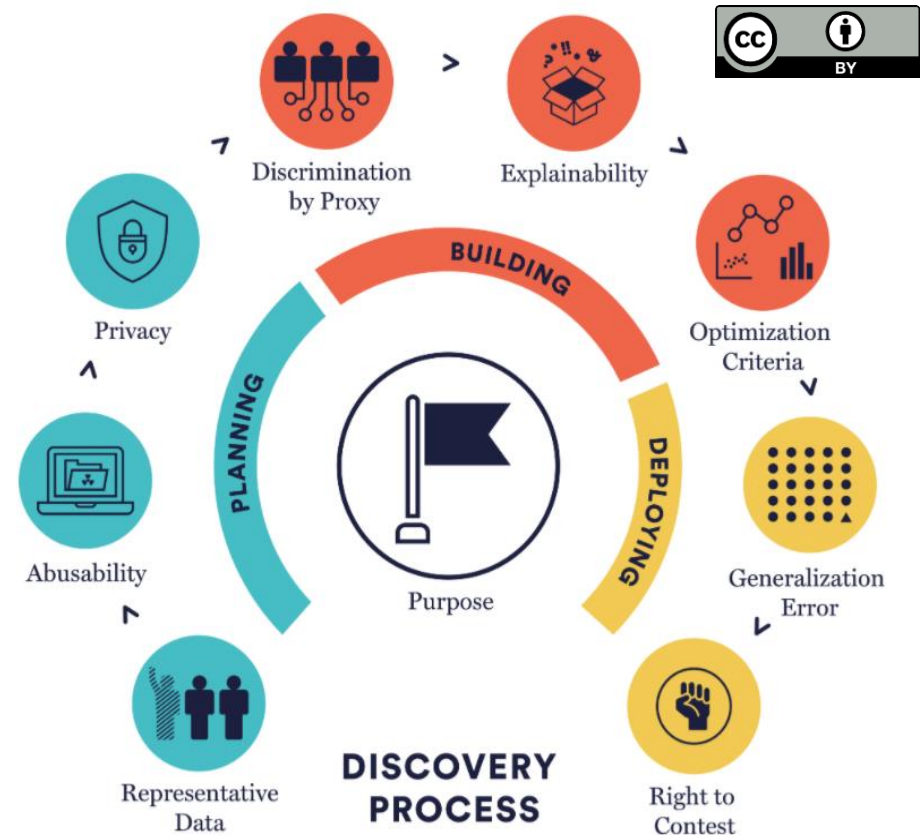 CC
BY
Discrimination
by Proxy
Explainability
Privacy
BUILDING
Optimization
Criteria
PLANNING
DEPLOYING
Abusability
Purpose
Generalization
Error
Representative
Data
DISCOVERY
PROCESS
Right to
Contest